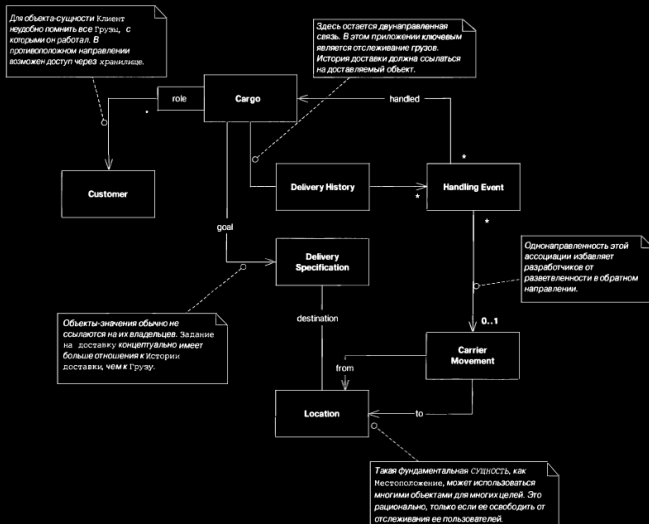 Для объекта-сущности Клиент
неудобно помнить все Грузы, с
которыми он работал. В
противоположном направлении
возможен доступ через хранилище.
Здесь остается двунаправленная
связь. В этом приложении ключевым
является отслеживание грузов.
История доставки должна ссылаться
на доставляемый объект.
role
Cargo
handled
*
*
Customer
Delivery History
*
Handling Event
*
goal
Delivery
Specification
Однонаправленность этой
ассоциации избавляет
разработчиков от
разветвленности в обратном
направлении.
destination
0..1
Объекты-значения обычно не
ссылаются на их владельцев. Задание
на доставку концептуально имеет
больше отношения к Истории
доставки, чем к Грузу.
Carrier
Movement
from
Location
to
Такая фундаментальная СУЩНОСТЬ, как
Местоположение, может использоваться
многими объектами для многих целей. Это
рационально, только если ее освободить от
отслеживания ее пользователей.